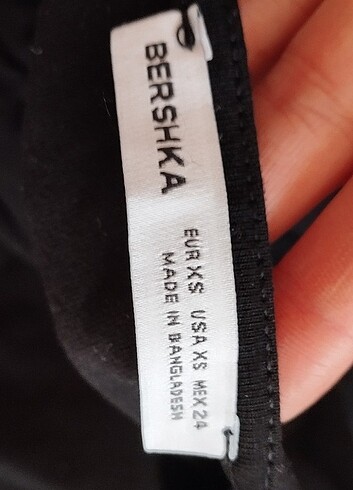 BERSHKA
EUR XS USA XS MEX 24
MADE IN BANGLADESH